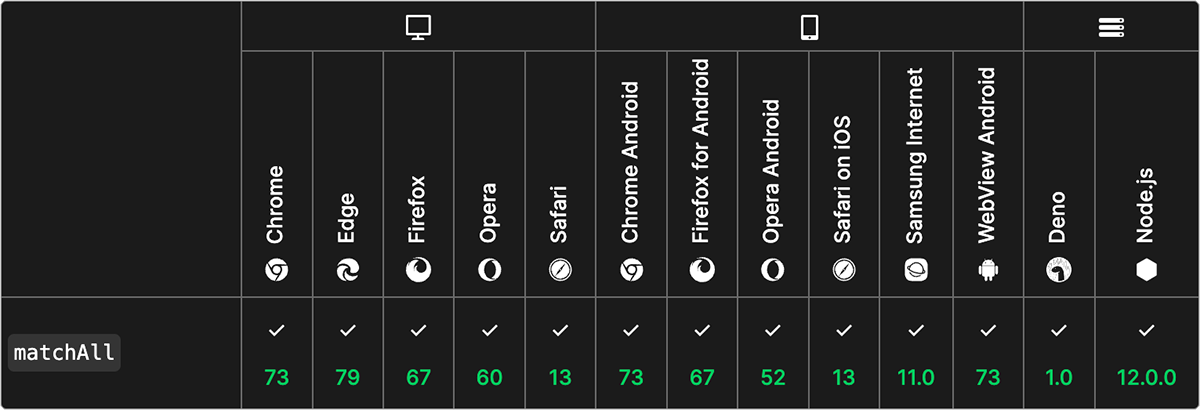 Chrome
Edge
Firefox
Opera
Safari
Chrome Android
Firefox for Android
Opera Android
Safari on iOS
Samsung Internet
WebView Android
Deno
Node.js
matchAll
73
79
67
60
13
73
67
52
13
11.0
73
1.0
12.0.0